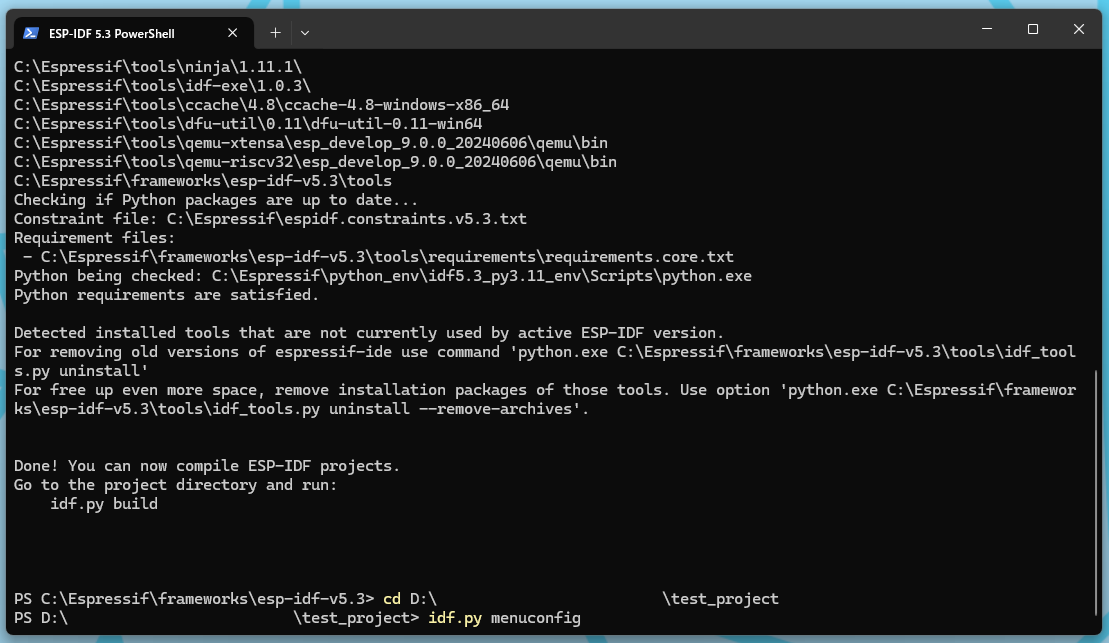 ESP-IDF 5.3 PowerShell
C:\Espressif\tools\ninja\1.11.1\
C:\Espressif\tools\idf-exe\1.0.3\
C:\Espressif\tools\ccache\4.8\ccache-4.8-windows-x86_64
C:\Espressif\tools\dfu-util\0.11\dfu-util-0.11-win64
C:\Espressif\tools\qemu-xtensa\esp_develop_9.0.0_20240606\qemu\bin
C:\Espressif\tools\qemu-riscv32\esp_develop_9.0.0_20240606\qemu\bin
C:\Espressif\frameworks\esp-idf-v5.3\tools
Checking if Python packages are up to date...
Constraint file: C:\Espressif\espidf.constraints.v5.3.txt
Requirement files:
 - C:\Espressif\frameworks\esp-idf-v5.3\tools\requirements\requirements.core.txt
Python being checked: C:\Espressif\python_env\idf5.3_py3.11_env\Scripts\python.exe
Python requirements are satisfied.
Detected installed tools that are not currently used by active ESP-IDF version.
For removing old versions of espressif-ide use command 'python.exe C:\Espressif\frameworks\esp-idf-v5.3\tools\idf_tool
s.py uninstall'
For free up even more space, remove installation packages of those tools. Use option 'python.exe C:\Espressif\framewor
ks\esp-idf-v5.3\tools\idf_tools.py uninstall --remove-archives'.
Done! You can now compile ESP-IDF projects.
Go to the project directory and run:
    idf.py build
PS C:\Espressif\frameworks\esp-idf-v5.3> cd D:\ \test_project
PS D:\ \test_project> idf.py menuconfig